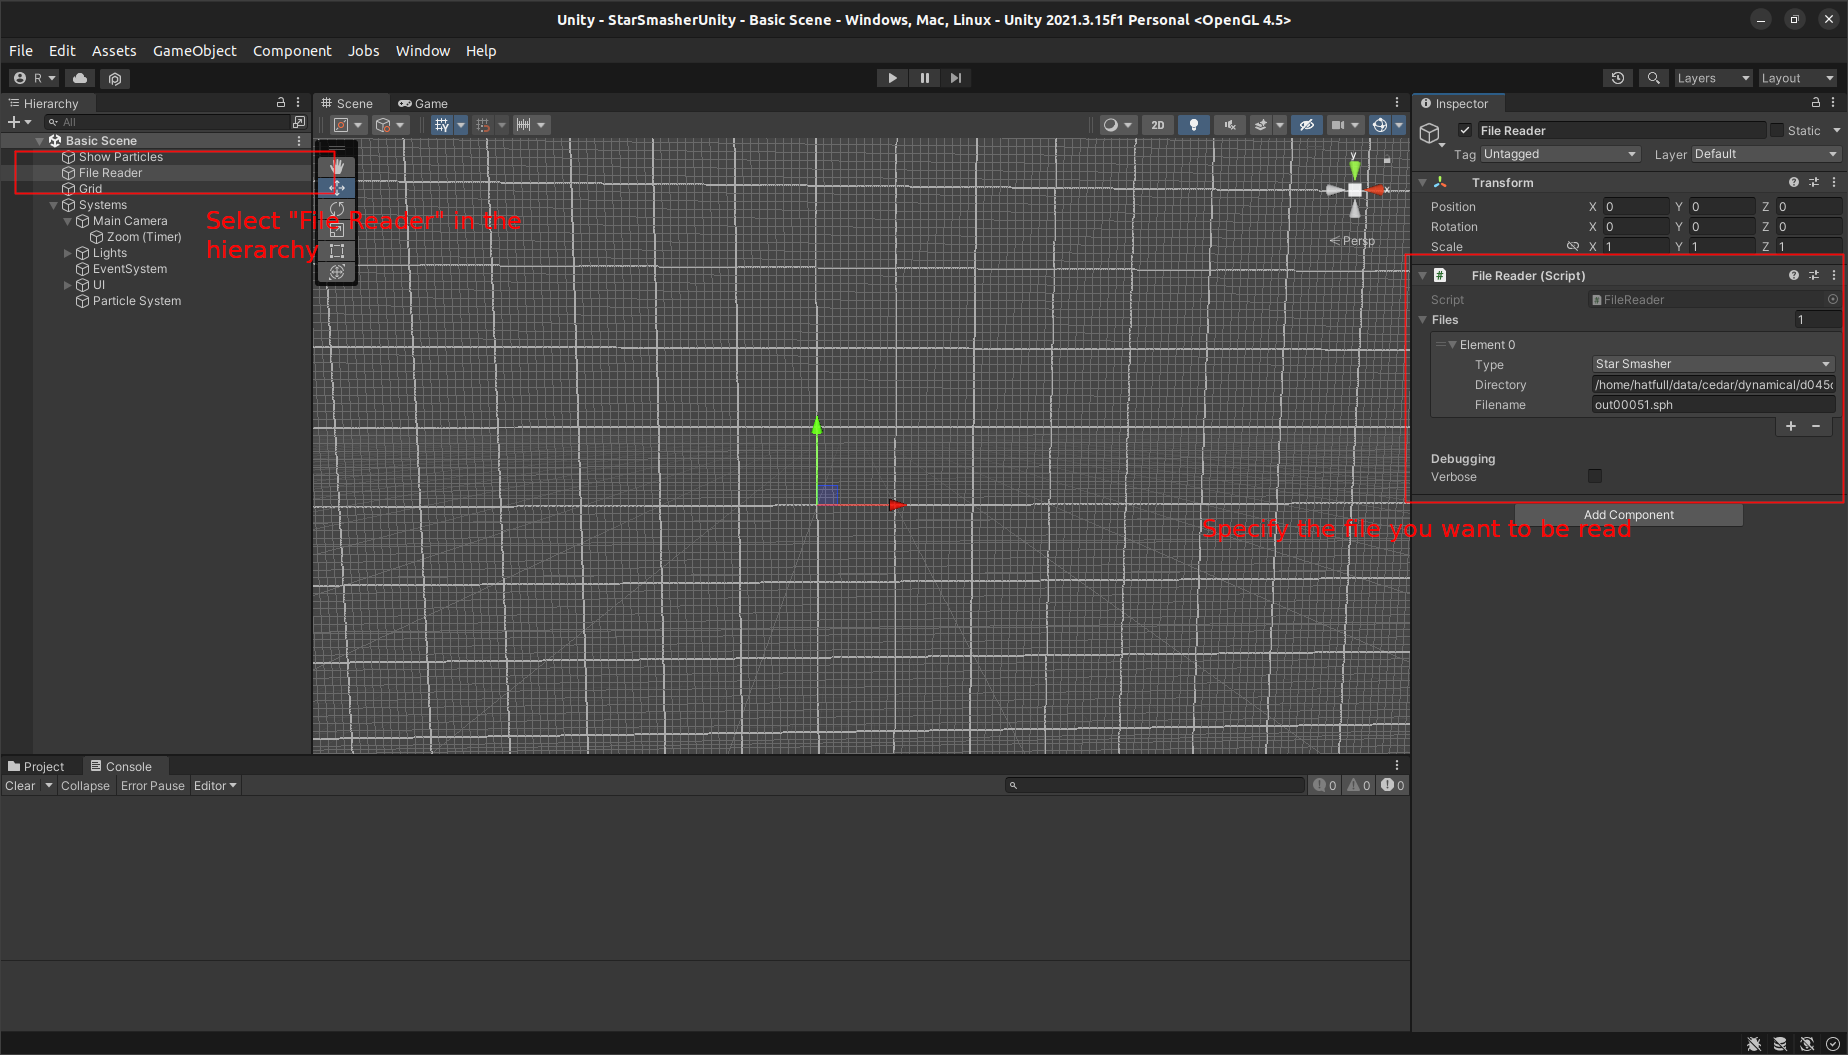 Unity - StarSmasherUnity - Basic Scene - Windows, Mac, Linux - Unity 2021.3.15f1 Personal <OpenGL 4.5>
File Edit Assets GameObject Component Jobs Window Help
R
Layers Layout
Hierarchy
All
Basic Scene
Show Particles
File Reader
Grid
Systems
Main Camera
Zoom (Timer)
Lights
EventSystem
UI
Particle System
Select "File Reader" in the
hierarchy
Scene Game
2D
y
x
Persp
Inspector
File Reader Static
Tag Untagged Layer Default
Transform
Position X 0 Y 0 Z 0
Rotation X 0 Y 0 Z 0
Scale X 1 Y 1 Z 1
File Reader (Script)
Script FileReader
Files 1
Element 0
Type Star Smasher
Directory /home/hatfull/data/cedar/dynamical/d045
Filename out00051.sph
+ −
Debugging
Verbose
Add Component
Specify the file you want to be read
Project Console
Clear Collapse Error Pause Editor
0 0 0